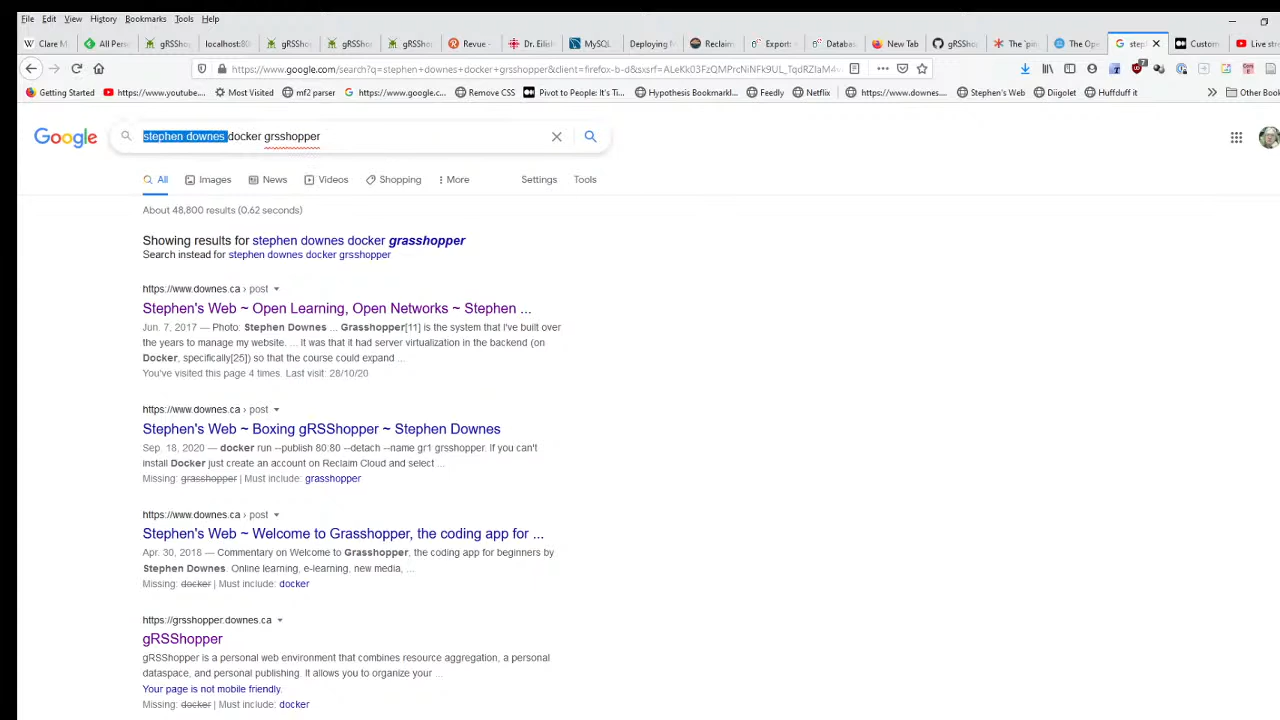 File Edit View History Bookmarks Tools Help
Clare M All Perse gRSSho localhost:80 gRSSho gRSSho gRSSho Revue - Dr. Eilish MySQL Deploying Reclaim Export: Databas New Tab gRSSho The 'pin The Ope step Custom Live stre
https://www.google.com/search?q=stephen+downes+docker+grsshopper&client=firefox-b-d&sxsrf=
Getting Started https://www.youtube.... Most Visited mf2 parser https://www.google.c... Remove CSS Pivot to People: It's Ti... Hypothesis Bookmarkl... Feedly Netflix https://www.downes.... Stephen's Web Diigolet Huffduff it Other Book
Google stephen downes docker grsshopper
All Images News Videos Shopping More Settings Tools
About 48,800 results (0.62 seconds)
Showing results for stephen downes docker grasshopper
Search instead for stephen downes docker grsshopper
https://www.downes.ca › post
Stephen's Web ~ Open Learning, Open Networks ~ Stephen ...
Jun. 7, 2017 — Photo: Stephen Downes ... Grasshopper[11] is the system that I've built over
the years to manage my website. ... It was that it had server virtualization in the backend (on
Docker, specifically[25]) so that the course could expand ...
You've visited this page 4 times. Last visit: 28/10/20
https://www.downes.ca › post
Stephen's Web ~ Boxing gRSShopper ~ Stephen Downes
Sep. 18, 2020 — docker run --publish 80:80 --detach --name gr1 grsshopper. If you can't
install Docker just create an account on Reclaim Cloud and select ...
Missing: grasshopper | Must include: grasshopper
https://www.downes.ca › post
Stephen's Web ~ Welcome to Grasshopper, the coding app for ...
Apr. 30, 2018 — Commentary on Welcome to Grasshopper, the coding app for beginners by
Stephen Downes. Online learning, e-learning, new media, ...
Missing: docker | Must include: docker
https://grsshopper.downes.ca
gRSShopper
gRSShopper is a personal web environment that combines resource aggregation, a personal
dataspace, and personal publishing. It allows you to organize your ...
Your page is not mobile friendly.
Missing: docker | Must include: docker